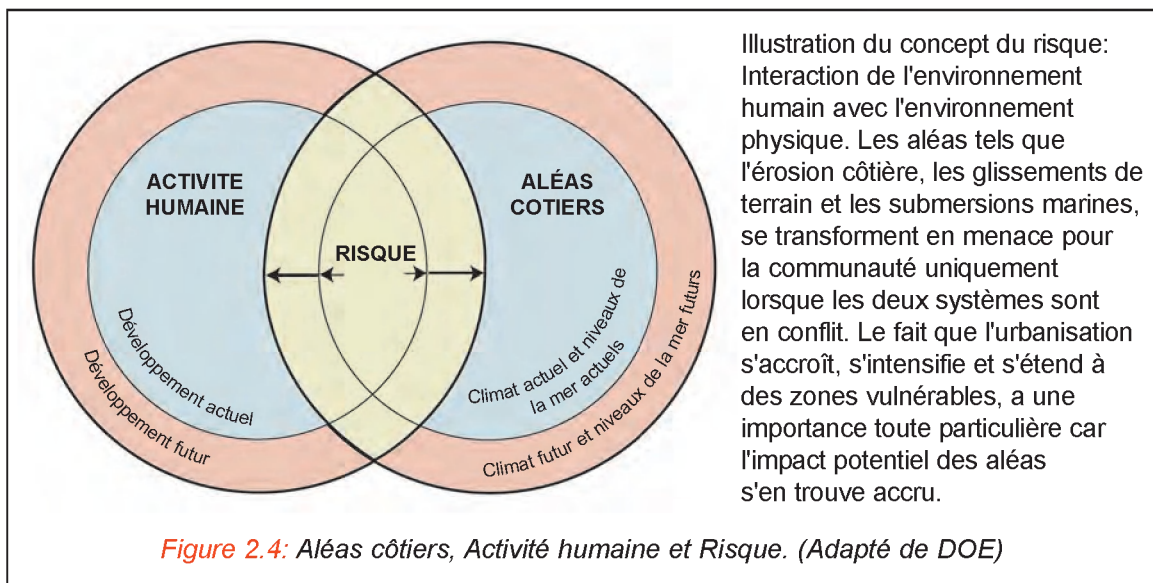 ACTIVITE
HUMAINE
ALÉAS
COTIERS
RISQUE
Développement actuel
Développement futur
Climat actuel et niveaux de
la mer actuels
Climat futur et niveaux de la mer futurs
Illustration du concept du risque:
Interaction de l'environnement
humain avec l'environnement
physique. Les aléas tels que
l'érosion côtière, les glissements de
terrain et les submersions marines,
se transforment en menace pour
la communauté uniquement
lorsque les deux systèmes sont
en conflit. Le fait que l'urbanisation
s'accroît, s'intensifie et s'étend à
des zones vulnérables, a une
importance toute particulière car
l'impact potentiel des aléas
s'en trouve accru.
Figure 2.4: Aléas côtiers, Activité humaine et Risque. (Adapté de DOE)